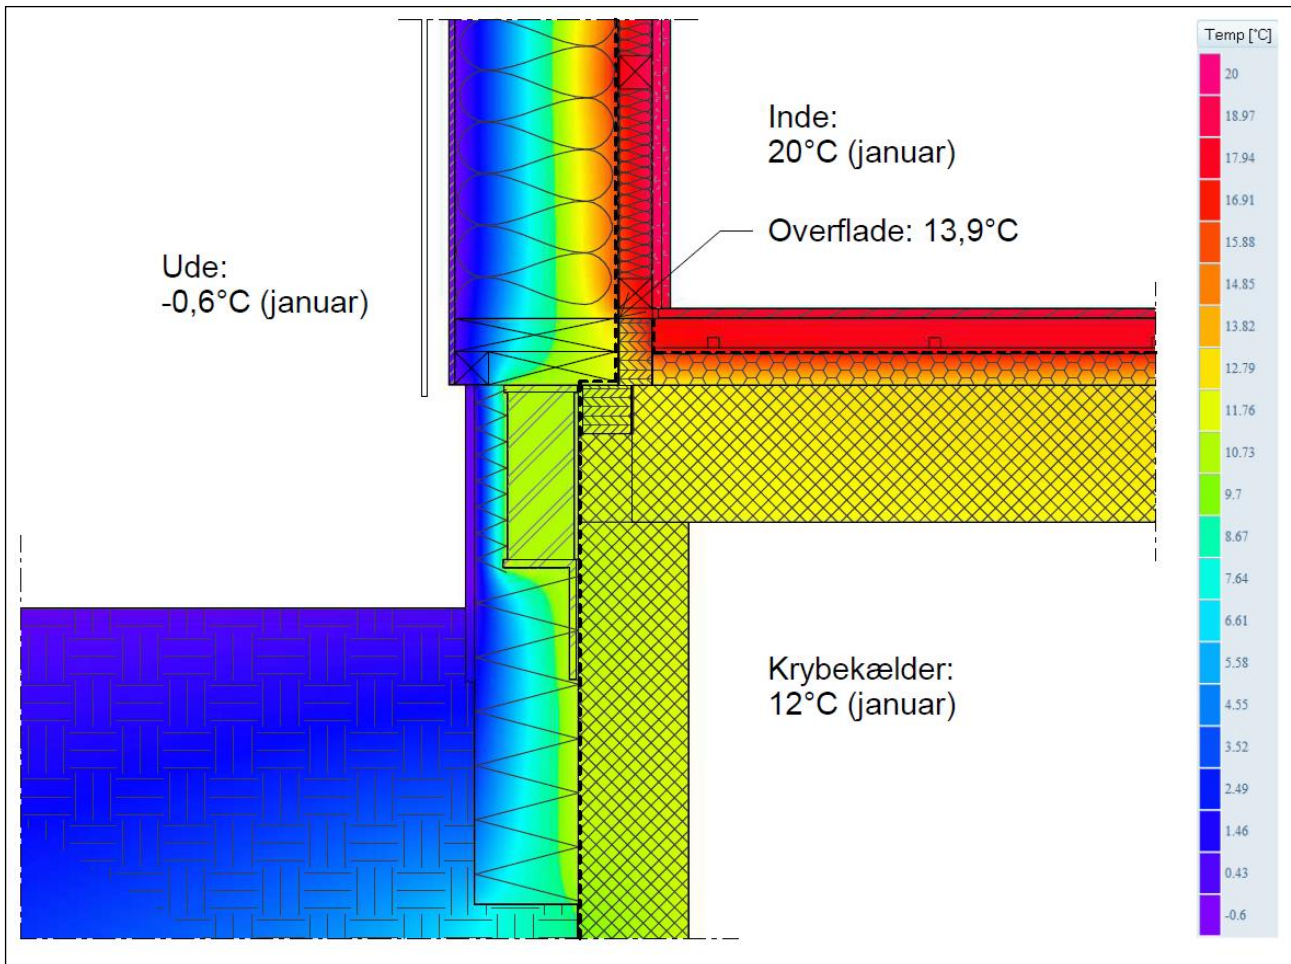 Ude:
-0,6°C (januar)
Inde:
20°C (januar)
Overflade: 13,9°C
Krybekælder:
12°C (januar)
Temp [°C]
20
18.97
17.94
16.91
15.88
14.85
13.82
12.79
11.76
10.73
9.7
8.67
7.64
6.61
5.58
4.55
3.52
2.49
1.46
0.43
-0.6